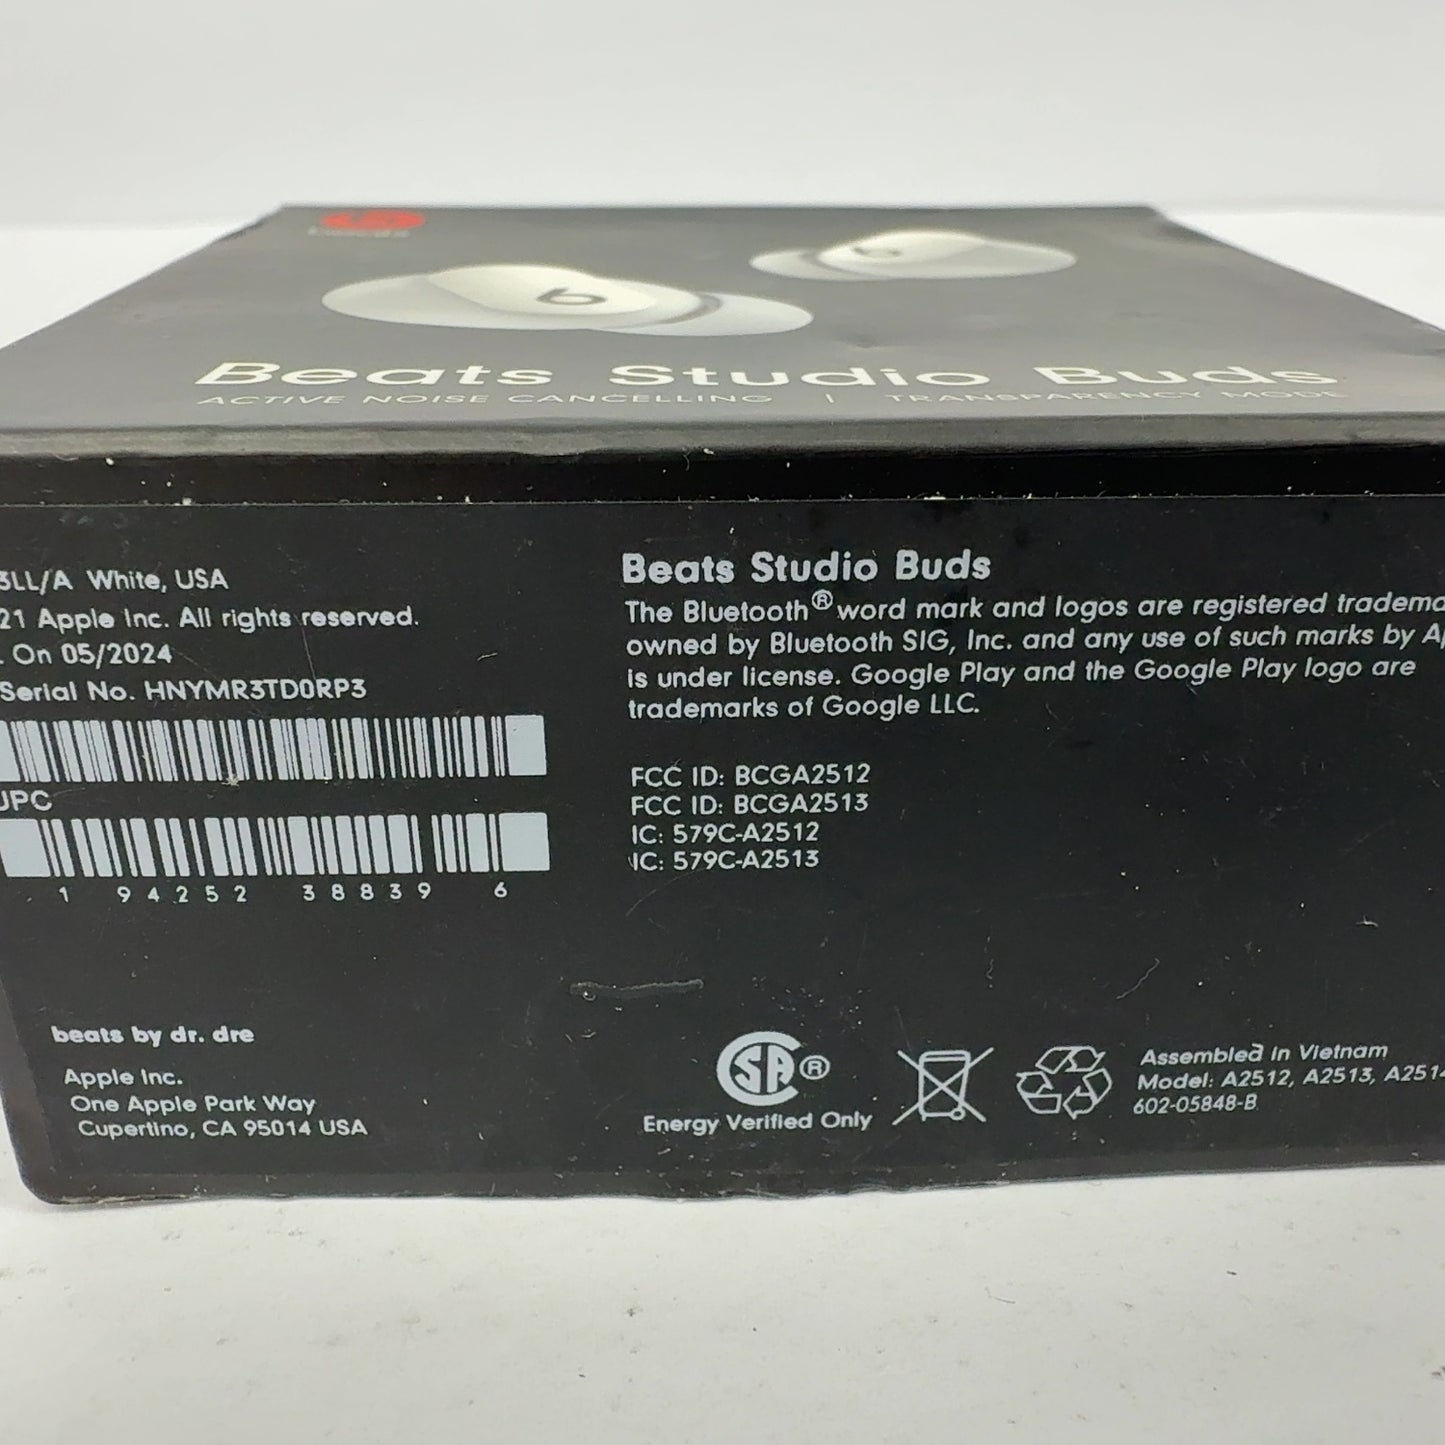 Beats Studio Buds
ACTIVE NOISE CANCELLING | TRANSPARENCY MODE
3LL/A White, USA
21 Apple Inc. All rights reserved.
. On 05/2024
Serial No. HNYMR3TD0RP3
UPC
1 94252 38839 6
beats by dr. dre
Apple Inc.
One Apple Park Way
Cupertino, CA 95014 USA
Beats Studio Buds
The Bluetooth® word mark and logos are registered tradema
owned by Bluetooth SIG, Inc. and any use of such marks by Ap
is under license. Google Play and the Google Play logo are
trademarks of Google LLC.
FCC ID: BCGA2512
FCC ID: BCGA2513
IC: 579C-A2512
IC: 579C-A2513
SA®
Energy Verified Only
Assembled in Vietnam
Model: A2512, A2513, A2514
602-05848-B